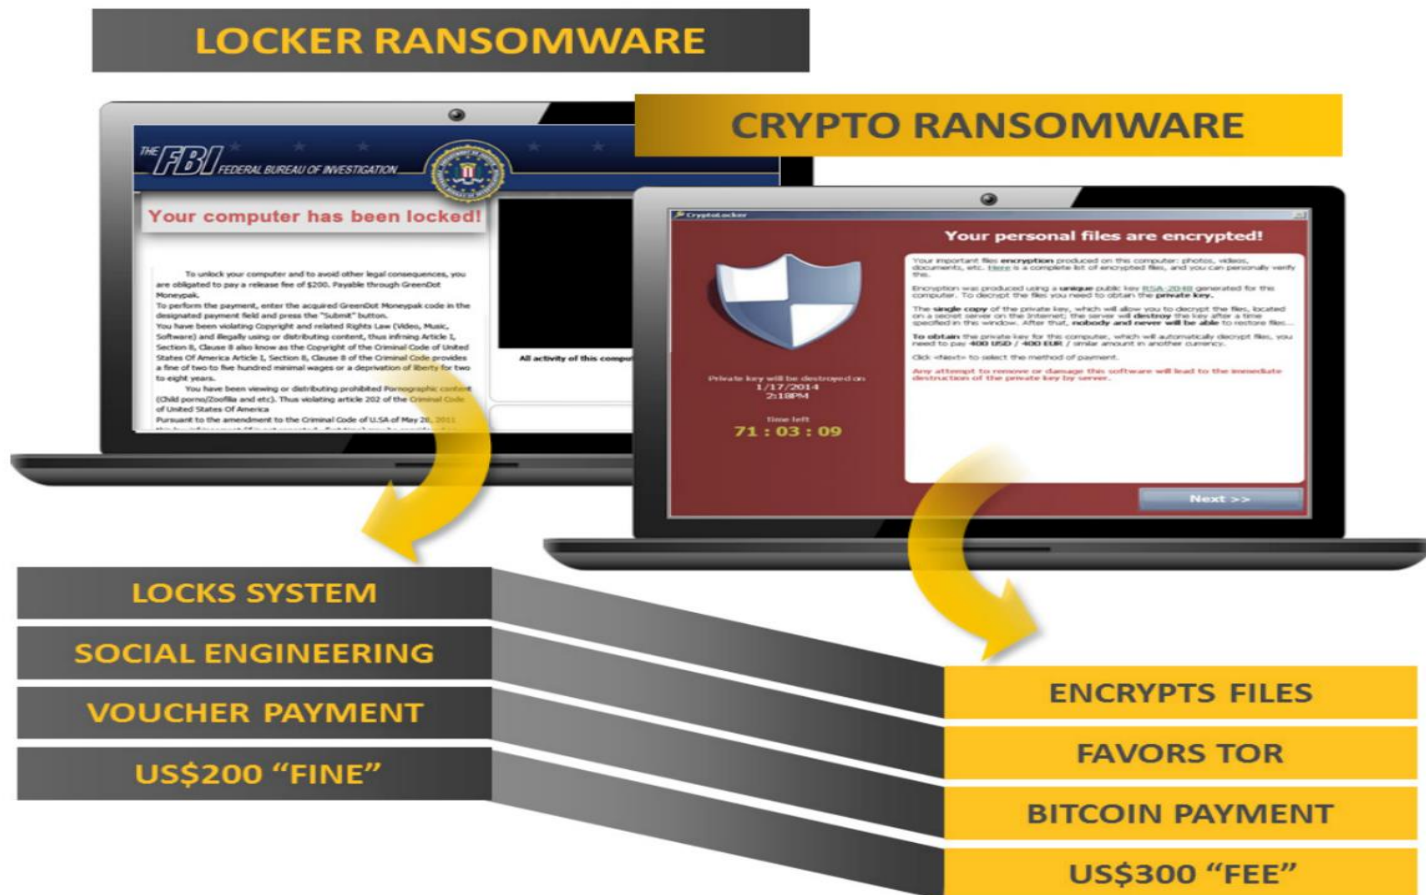 LOCKER RANSOMWARE
CRYPTO RANSOMWARE
THE FBI FEDERAL BUREAU OF INVESTIGATION
Your computer has been locked!
To unlock your computer and to avoid other legal consequences, you
are obligated to pay a release fee of $200. Payable through GreenDot
Moneypak.
To perform the payment, enter the acquired GreenDot Moneypak code in the
designated payment field and press the "Submit" button.
You have been violating Copyright and related Rights Law (Video, Music,
Software) and illegally using or distributing content, thus infrning Article I,
Section 8, Clause 8 also know as the Copyright of the Criminal Code of United
States Of America Article I, Section 8, Clause 8 of the Criminal Code provides
a fine of two to five hundred minimal wages or a deprivation of liberty for two
to eight years.
You have been viewing or distributing prohibited Pornographic content
(Child porno/Zoofilia and etc). Thus violating article 202 of the Criminal Code
of United States Of America
Pursuant to the amendment to the Criminal Code of U.SA of May 28, 2011
All activity of this compu
CryptoLocker
Your personal files are encrypted!
Your important files encryption produced on this computer: photos, videos,
documents, etc. Here is a complete list of encrypted files, and you can personally verify
this.
Encryption was produced using a unique public key RSA-2048 generated for this
computer. To decrypt the files you need to obtain the private key.
The single copy of the private key, which will allow you to decrypt the files, located
on a secret server on the Internet; the server will destroy the key after a time
specified in this window. After that, nobody and never will be able to restore files...
To obtain the private key for this computer, which will automatically decrypt files, you
need to pay 400 USD / 400 EUR / similar amount in another currency.
Click «Next» to select the method of payment.
Any attempt to remove or damage this software will lead to the immediate
destruction of the private key by server.
Private key will be destroyed on
1/17/2014
2:18PM
Time left
71 : 03 : 09
Next >>
LOCKS SYSTEM
SOCIAL ENGINEERING
VOUCHER PAYMENT
US$200 “FINE”
ENCRYPTS FILES
FAVORS TOR
BITCOIN PAYMENT
US$300 “FEE”